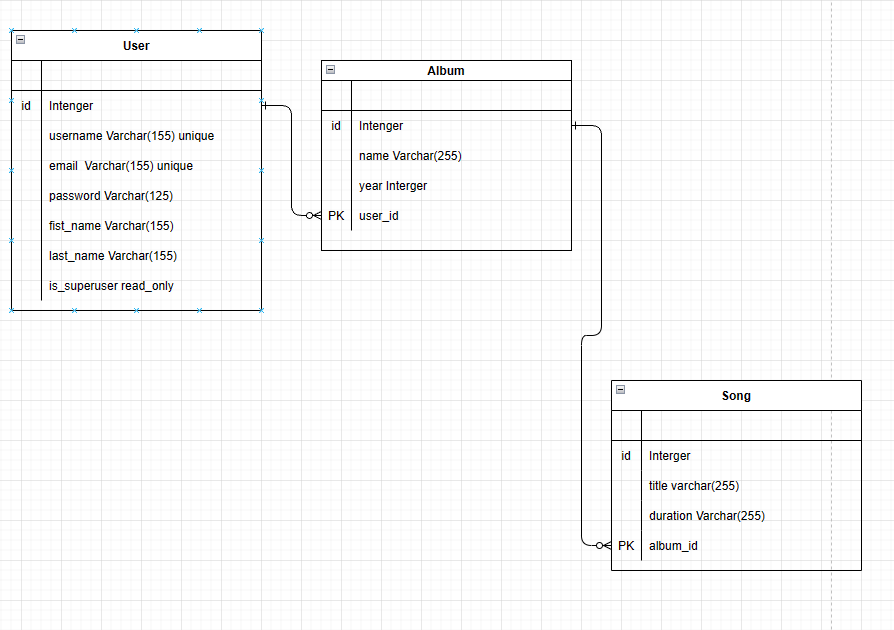 User
id Intenger
username Varchar(155) unique
email  Varchar(155) unique
password Varchar(125)
fist_name Varchar(155)
last_name Varchar(155)
is_superuser read_only
Album
id Intenger
name Varchar(255)
year Interger
PK user_id
Song
id Interger
title varchar(255)
duration Varchar(255)
PK album_id